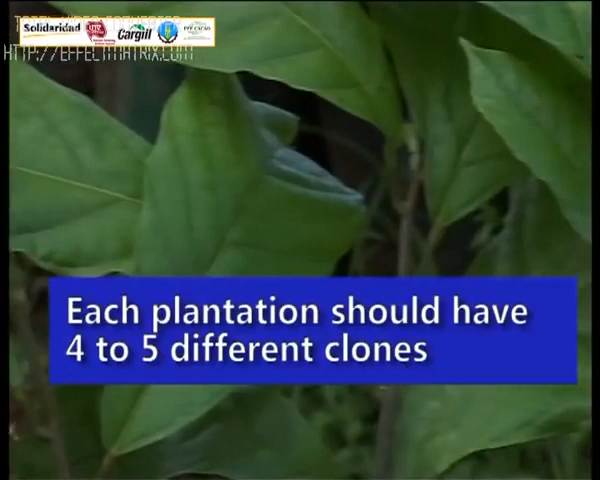 Solidaridad
Cargill
HTTP://EFFECTMATRIX.COM
Each plantation should have
4 to 5 different clones